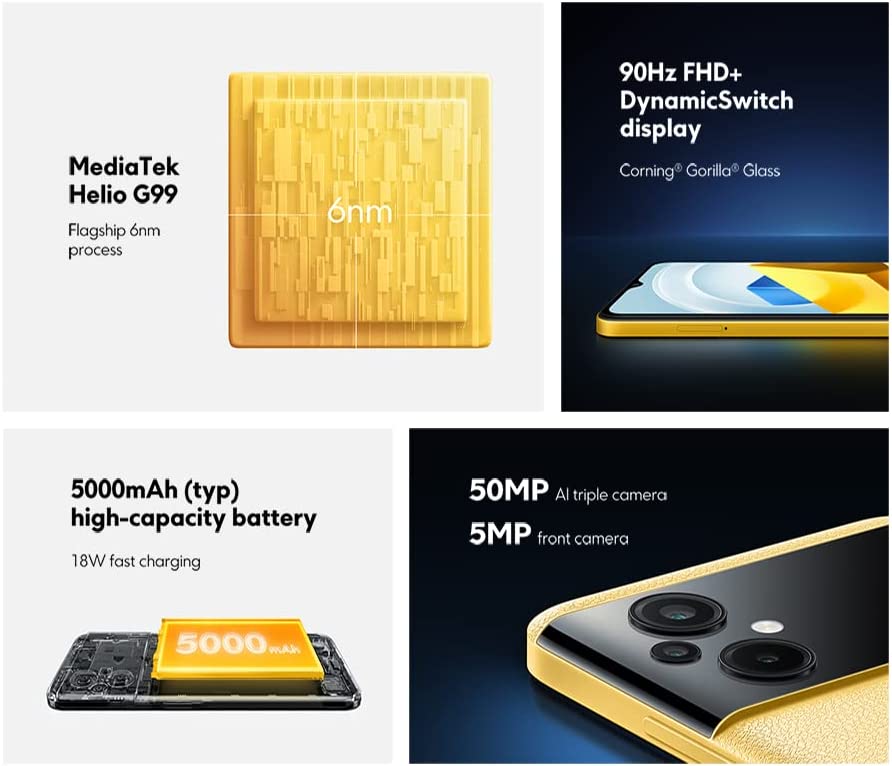 MediaTek
Helio G99
Flagship 6nm
process
6nm
90Hz FHD+
DynamicSwitch
display
Corning® Gorilla® Glass
5000mAh (typ)
high-capacity battery
18W fast charging
5000mAh
50MP AI triple camera
5MP front camera